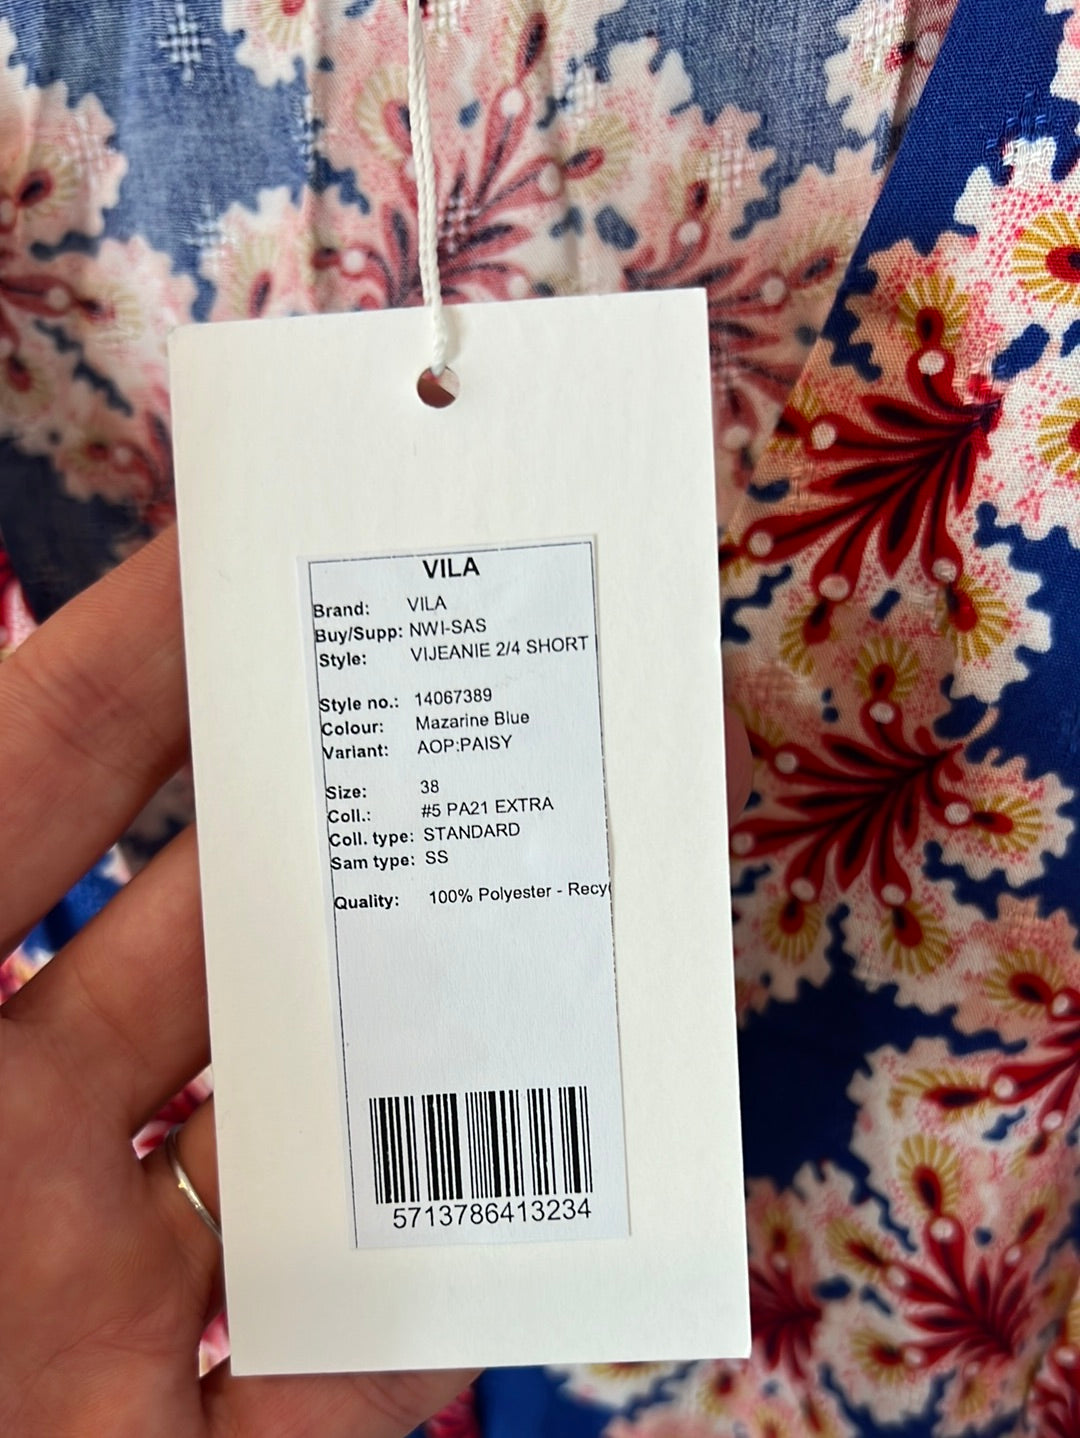 VILA
Brand: VILA
Buy/Supp: NWI-SAS
Style: VIJEANIE 2/4 SHORT
Style no.: 14067389
Colour: Mazarine Blue
Variant: AOP:PAISY
Size: 38
Coll.: #5 PA21 EXTRA
Coll. type: STANDARD
Sam type: SS
Quality: 100% Polyester - Recy
5713786413234